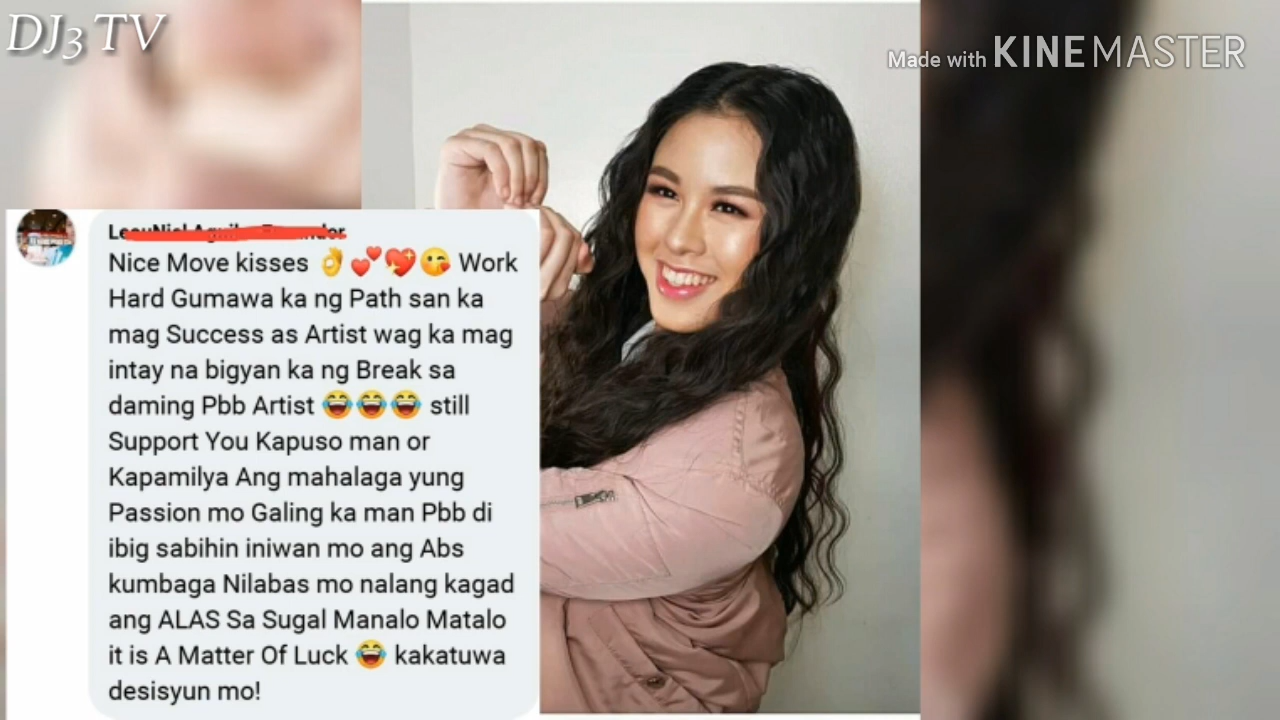 DJ3 TV
Made with KINEMASTER
Nice Move kisses 👌💕💖😘 Work
Hard Gumawa ka ng Path san ka
mag Success as Artist wag ka mag
intay na bigyan ka ng Break sa
daming Pbb Artist 😂😂😂 still
Support You Kapuso man or
Kapamilya Ang mahalaga yung
Passion mo Galing ka man Pbb di
ibig sabihin iniwan mo ang Abs
kumbaga Nilabas mo nalang kagad
ang ALAS Sa Sugal Manalo Matalo
it is A Matter Of Luck 😂 kakatuwa
desisyun mo!